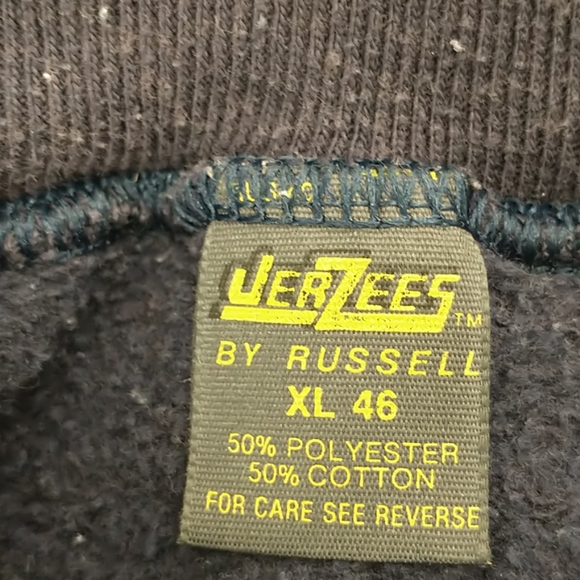 JERZEES™
BY RUSSELL
XL 46
50% POLYESTER
50% COTTON
FOR CARE SEE REVERSE